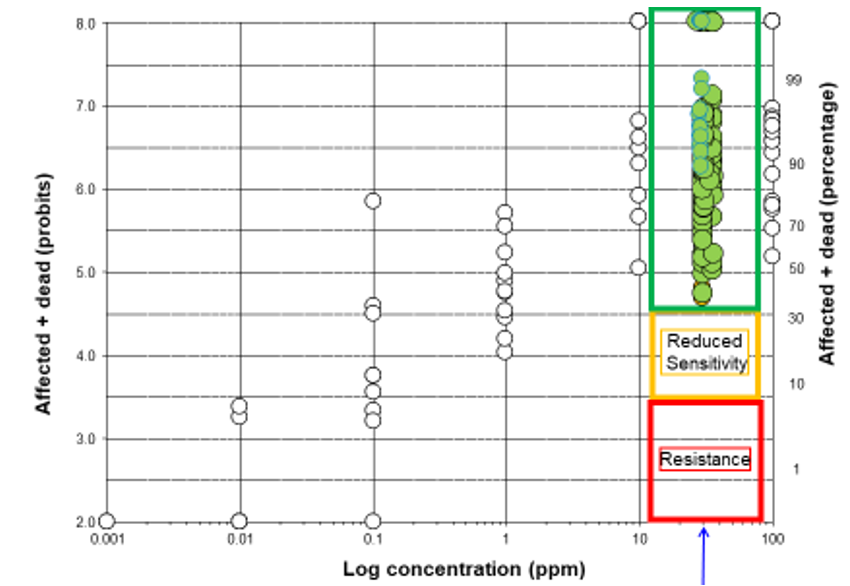 8.0
7.0
6.0
5.0
4.0
3.0
2.0
Affected + dead (probits)
99
90
70
50
30
10
1
Affected + dead (percentage)
Reduced
Sensitivity
Resistance
0.001 0.01 0.1 1 10 100
Log concentration (ppm)